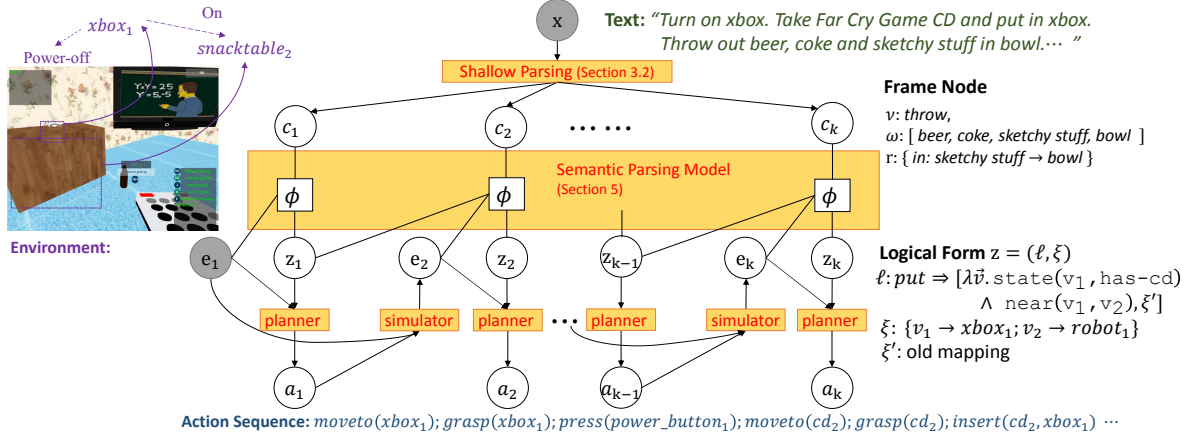 x
Text: “Turn on xbox. Take Far Cry Game CD and put in xbox.
Throw out beer, coke and sketchy stuff in bowl.⋯ ”
On
xbox₁
snacktable₂
Power-off
Shallow Parsing (Section 3.2)
Frame Node
ν: throw,
ω: [ beer, coke, sketchy stuff, bowl ]
r: { in: sketchy stuff → bowl }
c₁ c₂ ⋯ ⋯ cₖ
Semantic Parsing Model
(Section 5)
ϕ ϕ ϕ
Environment:
e₁ z₁ e₂ z₂ zₖ₋₁ eₖ zₖ
Logical Form z = (ℓ, ξ)
ℓ: put ⇒ [λv⃗. state(v₁, has-cd)
∧ near(v₁, v₂), ξ′]
ξ: {v₁ → xbox₁; v₂ → robot₁}
ξ′: old mapping
planner simulator planner ⋯ planner simulator planner
a₁ a₂ aₖ₋₁ aₖ
Action Sequence: moveto(xbox₁); grasp(xbox₁); press(power_button₁); moveto(cd₂); grasp(cd₂); insert(cd₂, xbox₁) ⋯